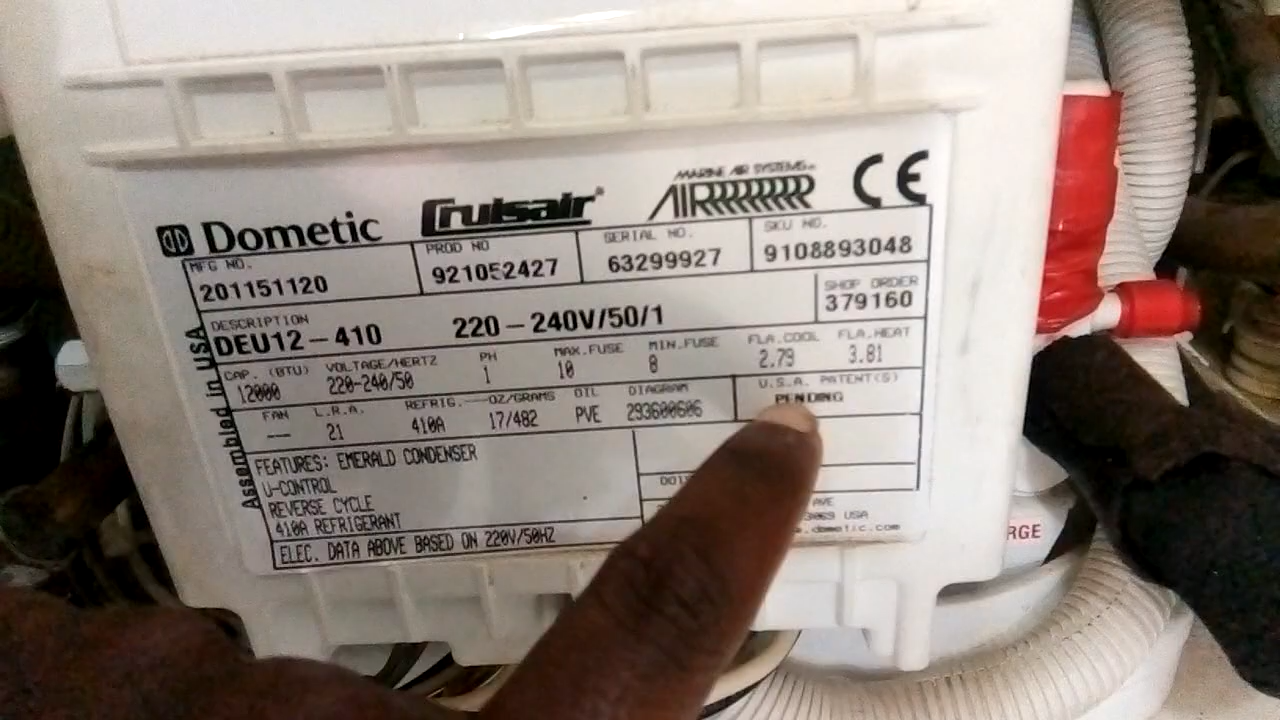 Dometic Cruisair® MARINE AIR SYSTEMS AIR CE
MFG NO. PROD NO SERIAL NO. SKU NO.
201151120 921052427 63299927 9108893048
DESCRIPTION SHOP ORDER
DEU12-410 220-240V/50/1 379160
CAP. (BTU) VOLTAGE/HERTZ PH MAX.FUSE MIN.FUSE FLA.COOL FLA.HEAT
12000 220-240/50 1 10 8 2.79 3.81
FAN L.R.A. REFRIG. OZ/GRAMS OIL DIAGRAM U.S.A. PATENT(S)
--- 21 410A 17/482 PVE 293600606 PENDING
FEATURES: EMERALD CONDENSER
U-CONTROL
REVERSE CYCLE
410A REFRIGERANT
ELEC. DATA ABOVE BASED ON 220V/50HZ
AVE
USA
.dometic.com
Assembled in USA
RGE